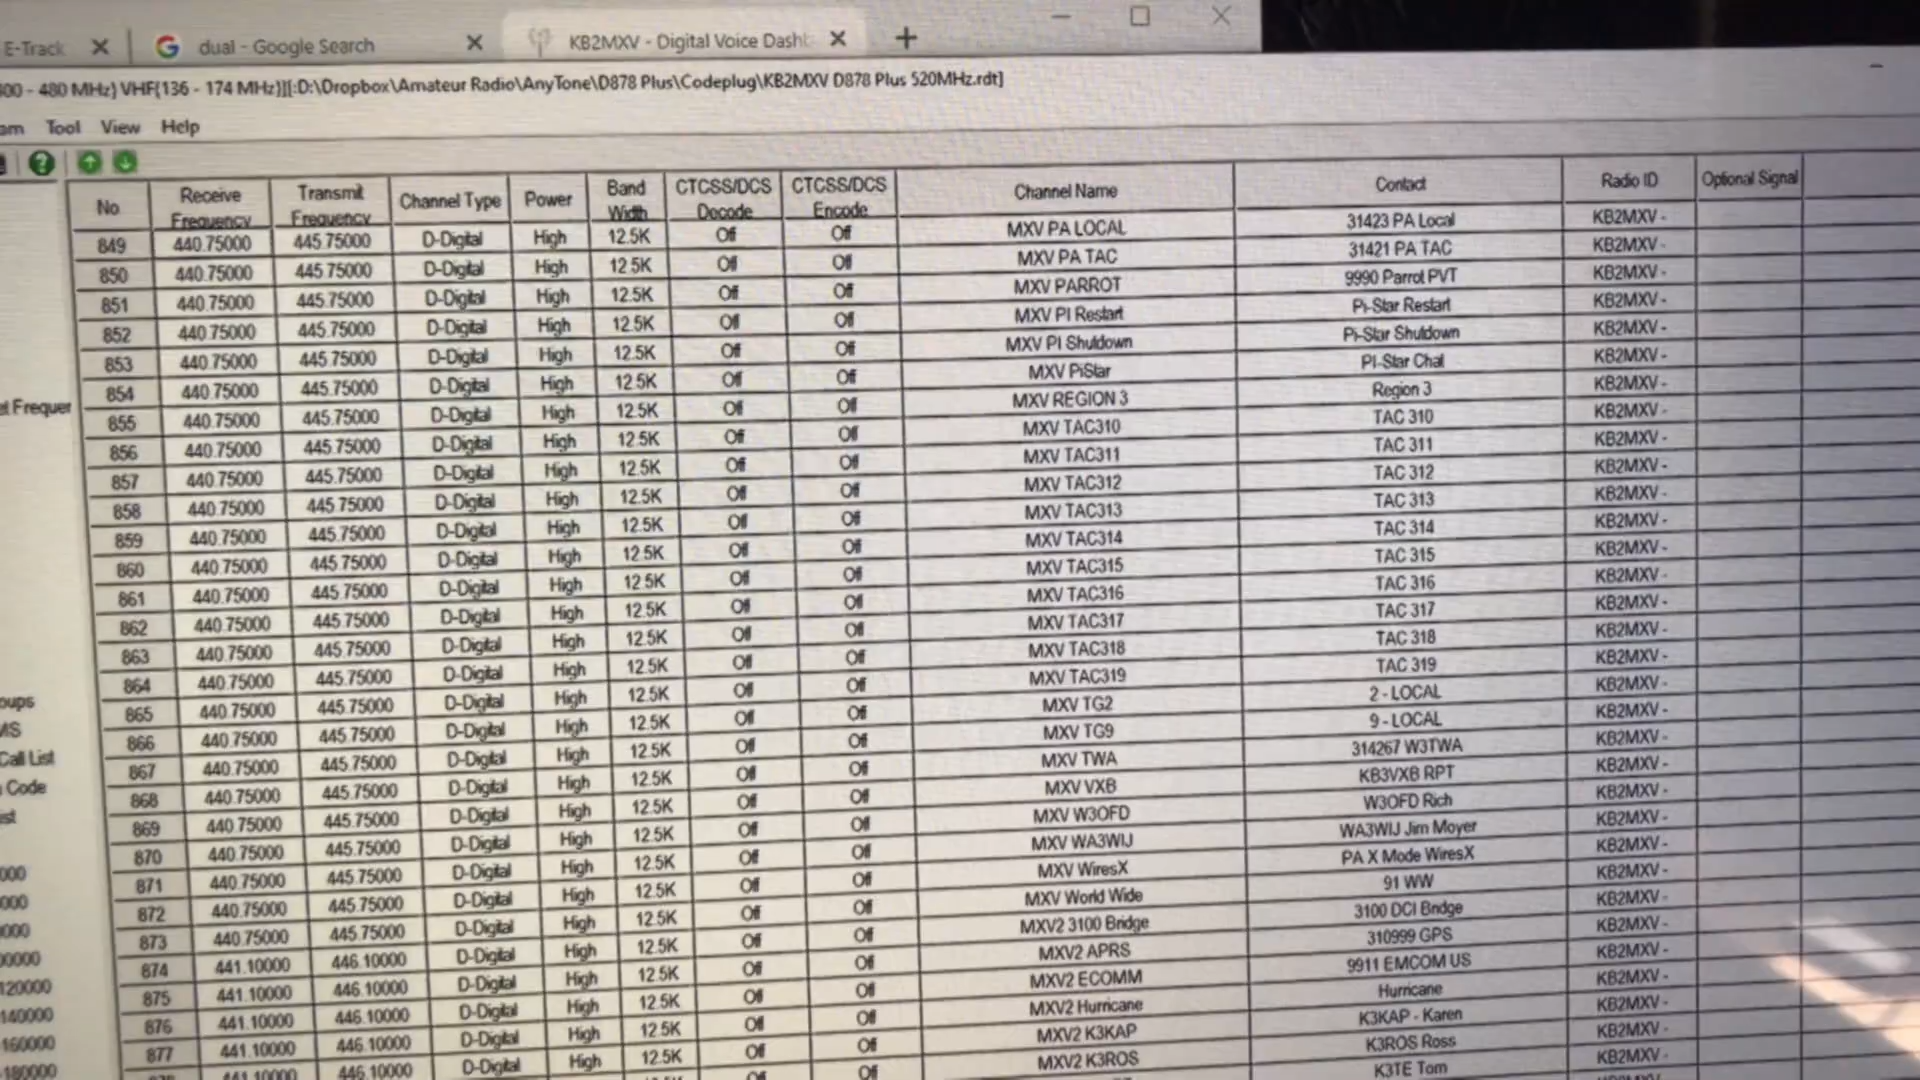 E-Track
dual - Google Search
KB2MXV - Digital Voice Dashb
00 - 480 MHz} VHF{136 - 174 MHz}][:D:\Dropbox\Amateur Radio\AnyTone\D878 Plus\Codeplug\KB2MXV D878 Plus 520MHz.rdt]
am Tool View Help
No Receive Frequency Transmit Frequency Channel Type Power Band Width CTCSS/DCS Decode CTCSS/DCS Encode Channel Name Contact Radio ID Optional Signal
849 440.75000 445.75000 D-Digital High 12.5K Off Off MXV PA LOCAL 31423 PA Local KB2MXV -
850 440.75000 445.75000 D-Digital High 12.5K Off Off MXV PA TAC 31421 PA TAC KB2MXV -
851 440.75000 445.75000 D-Digital High 12.5K Off Off MXV PARROT 9990 Parrot PVT KB2MXV -
852 440.75000 445.75000 D-Digital High 12.5K Off Off MXV PI Restart Pi-Star Restart KB2MXV -
853 440.75000 445.75000 D-Digital High 12.5K Off Off MXV PI Shutdown Pi-Star Shutdown KB2MXV -
854 440.75000 445.75000 D-Digital High 12.5K Off Off MXV PiStar PI-Star Chal KB2MXV -
855 440.75000 445.75000 D-Digital High 12.5K Off Off MXV REGION 3 Region 3 KB2MXV -
856 440.75000 445.75000 D-Digital High 12.5K Off Off MXV TAC310 TAC 310 KB2MXV -
857 440.75000 445.75000 D-Digital High 12.5K Off Off MXV TAC311 TAC 311 KB2MXV -
858 440.75000 445.75000 D-Digital High 12.5K Off Off MXV TAC312 TAC 312 KB2MXV -
859 440.75000 445.75000 D-Digital High 12.5K Off Off MXV TAC313 TAC 313 KB2MXV -
860 440.75000 445.75000 D-Digital High 12.5K Off Off MXV TAC314 TAC 314 KB2MXV -
861 440.75000 445.75000 D-Digital High 12.5K Off Off MXV TAC315 TAC 315 KB2MXV -
862 440.75000 445.75000 D-Digital High 12.5K Off Off MXV TAC316 TAC 316 KB2MXV -
863 440.75000 445.75000 D-Digital High 12.5K Off Off MXV TAC317 TAC 317 KB2MXV -
864 440.75000 445.75000 D-Digital High 12.5K Off Off MXV TAC318 TAC 318 KB2MXV -
865 440.75000 445.75000 D-Digital High 12.5K Off Off MXV TAC319 TAC 319 KB2MXV -
866 440.75000 445.75000 D-Digital High 12.5K Off Off MXV TG2 2 - LOCAL KB2MXV -
867 440.75000 445.75000 D-Digital High 12.5K Off Off MXV TG9 9 - LOCAL KB2MXV -
868 440.75000 445.75000 D-Digital High 12.5K Off Off MXV TWA 314267 W3TWA KB2MXV -
869 440.75000 445.75000 D-Digital High 12.5K Off Off MXV VXB KB3VXB RPT KB2MXV -
870 440.75000 445.75000 D-Digital High 12.5K Off Off MXV W3OFD W3OFD Rich KB2MXV -
871 440.75000 445.75000 D-Digital High 12.5K Off Off MXV WA3WIJ WA3WIJ Jim Moyer KB2MXV -
872 440.75000 445.75000 D-Digital High 12.5K Off Off MXV WiresX PA X Mode WiresX KB2MXV -
873 440.75000 445.75000 D-Digital High 12.5K Off Off MXV World Wide 91 WW KB2MXV -
874 441.10000 446.10000 D-Digital High 12.5K Off Off MXV2 3100 Bridge 3100 DCI Bridge KB2MXV -
875 441.10000 446.10000 D-Digital High 12.5K Off Off MXV2 APRS 310999 GPS KB2MXV -
876 441.10000 446.10000 D-Digital High 12.5K Off Off MXV2 ECOMM 9911 EMCOM US KB2MXV -
877 441.10000 446.10000 D-Digital High 12.5K Off Off MXV2 Hurricane Hurricane KB2MXV -
441.10000 446.10000 D-Digital High 12.5K Off Off MXV2 K3KAP K3KAP - Karen KB2MXV -
Off Off MXV2 K3ROS K3ROS Ross KB2MXV -
K3TE Tom KB2MXV -
et Frequer
oups
MS
Call List
Code
ist
000
000
000
0000
120000
140000
160000
180000